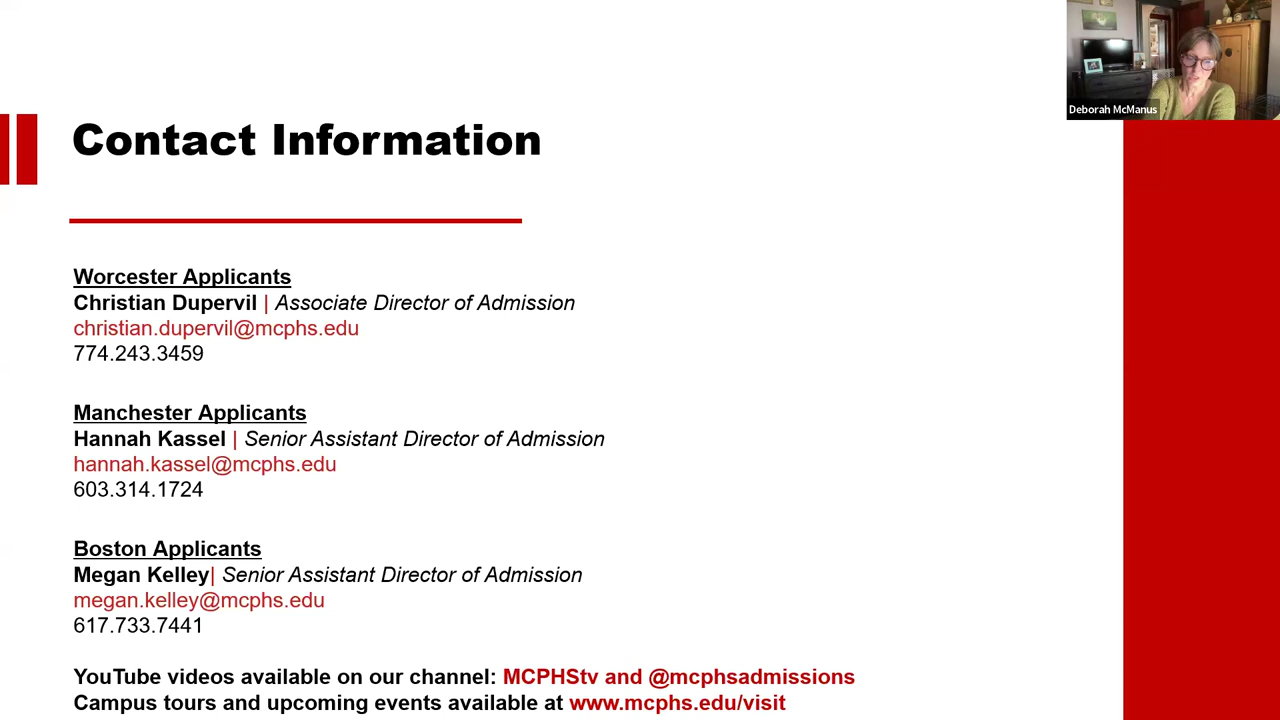 Deborah McManus
Contact Information
Worcester Applicants
Christian Dupervil | Associate Director of Admission
christian.dupervil@mcphs.edu
774.243.3459
Manchester Applicants
Hannah Kassel | Senior Assistant Director of Admission
hannah.kassel@mcphs.edu
603.314.1724
Boston Applicants
Megan Kelley| Senior Assistant Director of Admission
megan.kelley@mcphs.edu
617.733.7441
YouTube videos available on our channel: MCPHStv and @mcphsadmissions
Campus tours and upcoming events available at www.mcphs.edu/visit